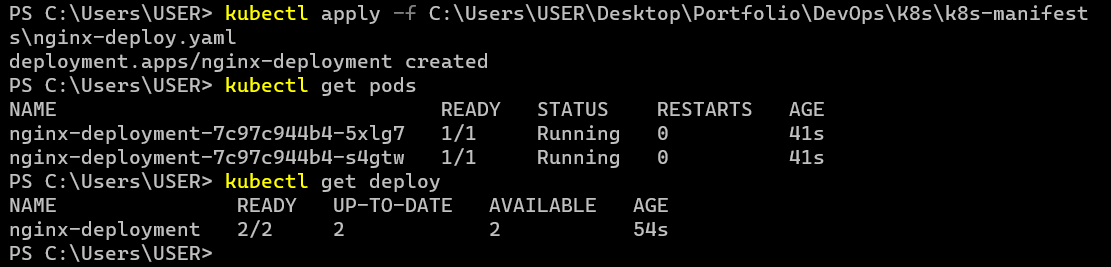 PS C:\Users\USER> kubectl apply -f C:\Users\USER\Desktop\Portfolio\DevOps\K8s\k8s-manifest
s\nginx-deploy.yaml
deployment.apps/nginx-deployment created
PS C:\Users\USER> kubectl get pods
NAME                                READY   STATUS    RESTARTS   AGE
nginx-deployment-7c97c944b4-5xlg7   1/1     Running   0          41s
nginx-deployment-7c97c944b4-s4gtw   1/1     Running   0          41s
PS C:\Users\USER> kubectl get deploy
NAME               READY   UP-TO-DATE   AVAILABLE   AGE
nginx-deployment   2/2     2            2           54s
PS C:\Users\USER>